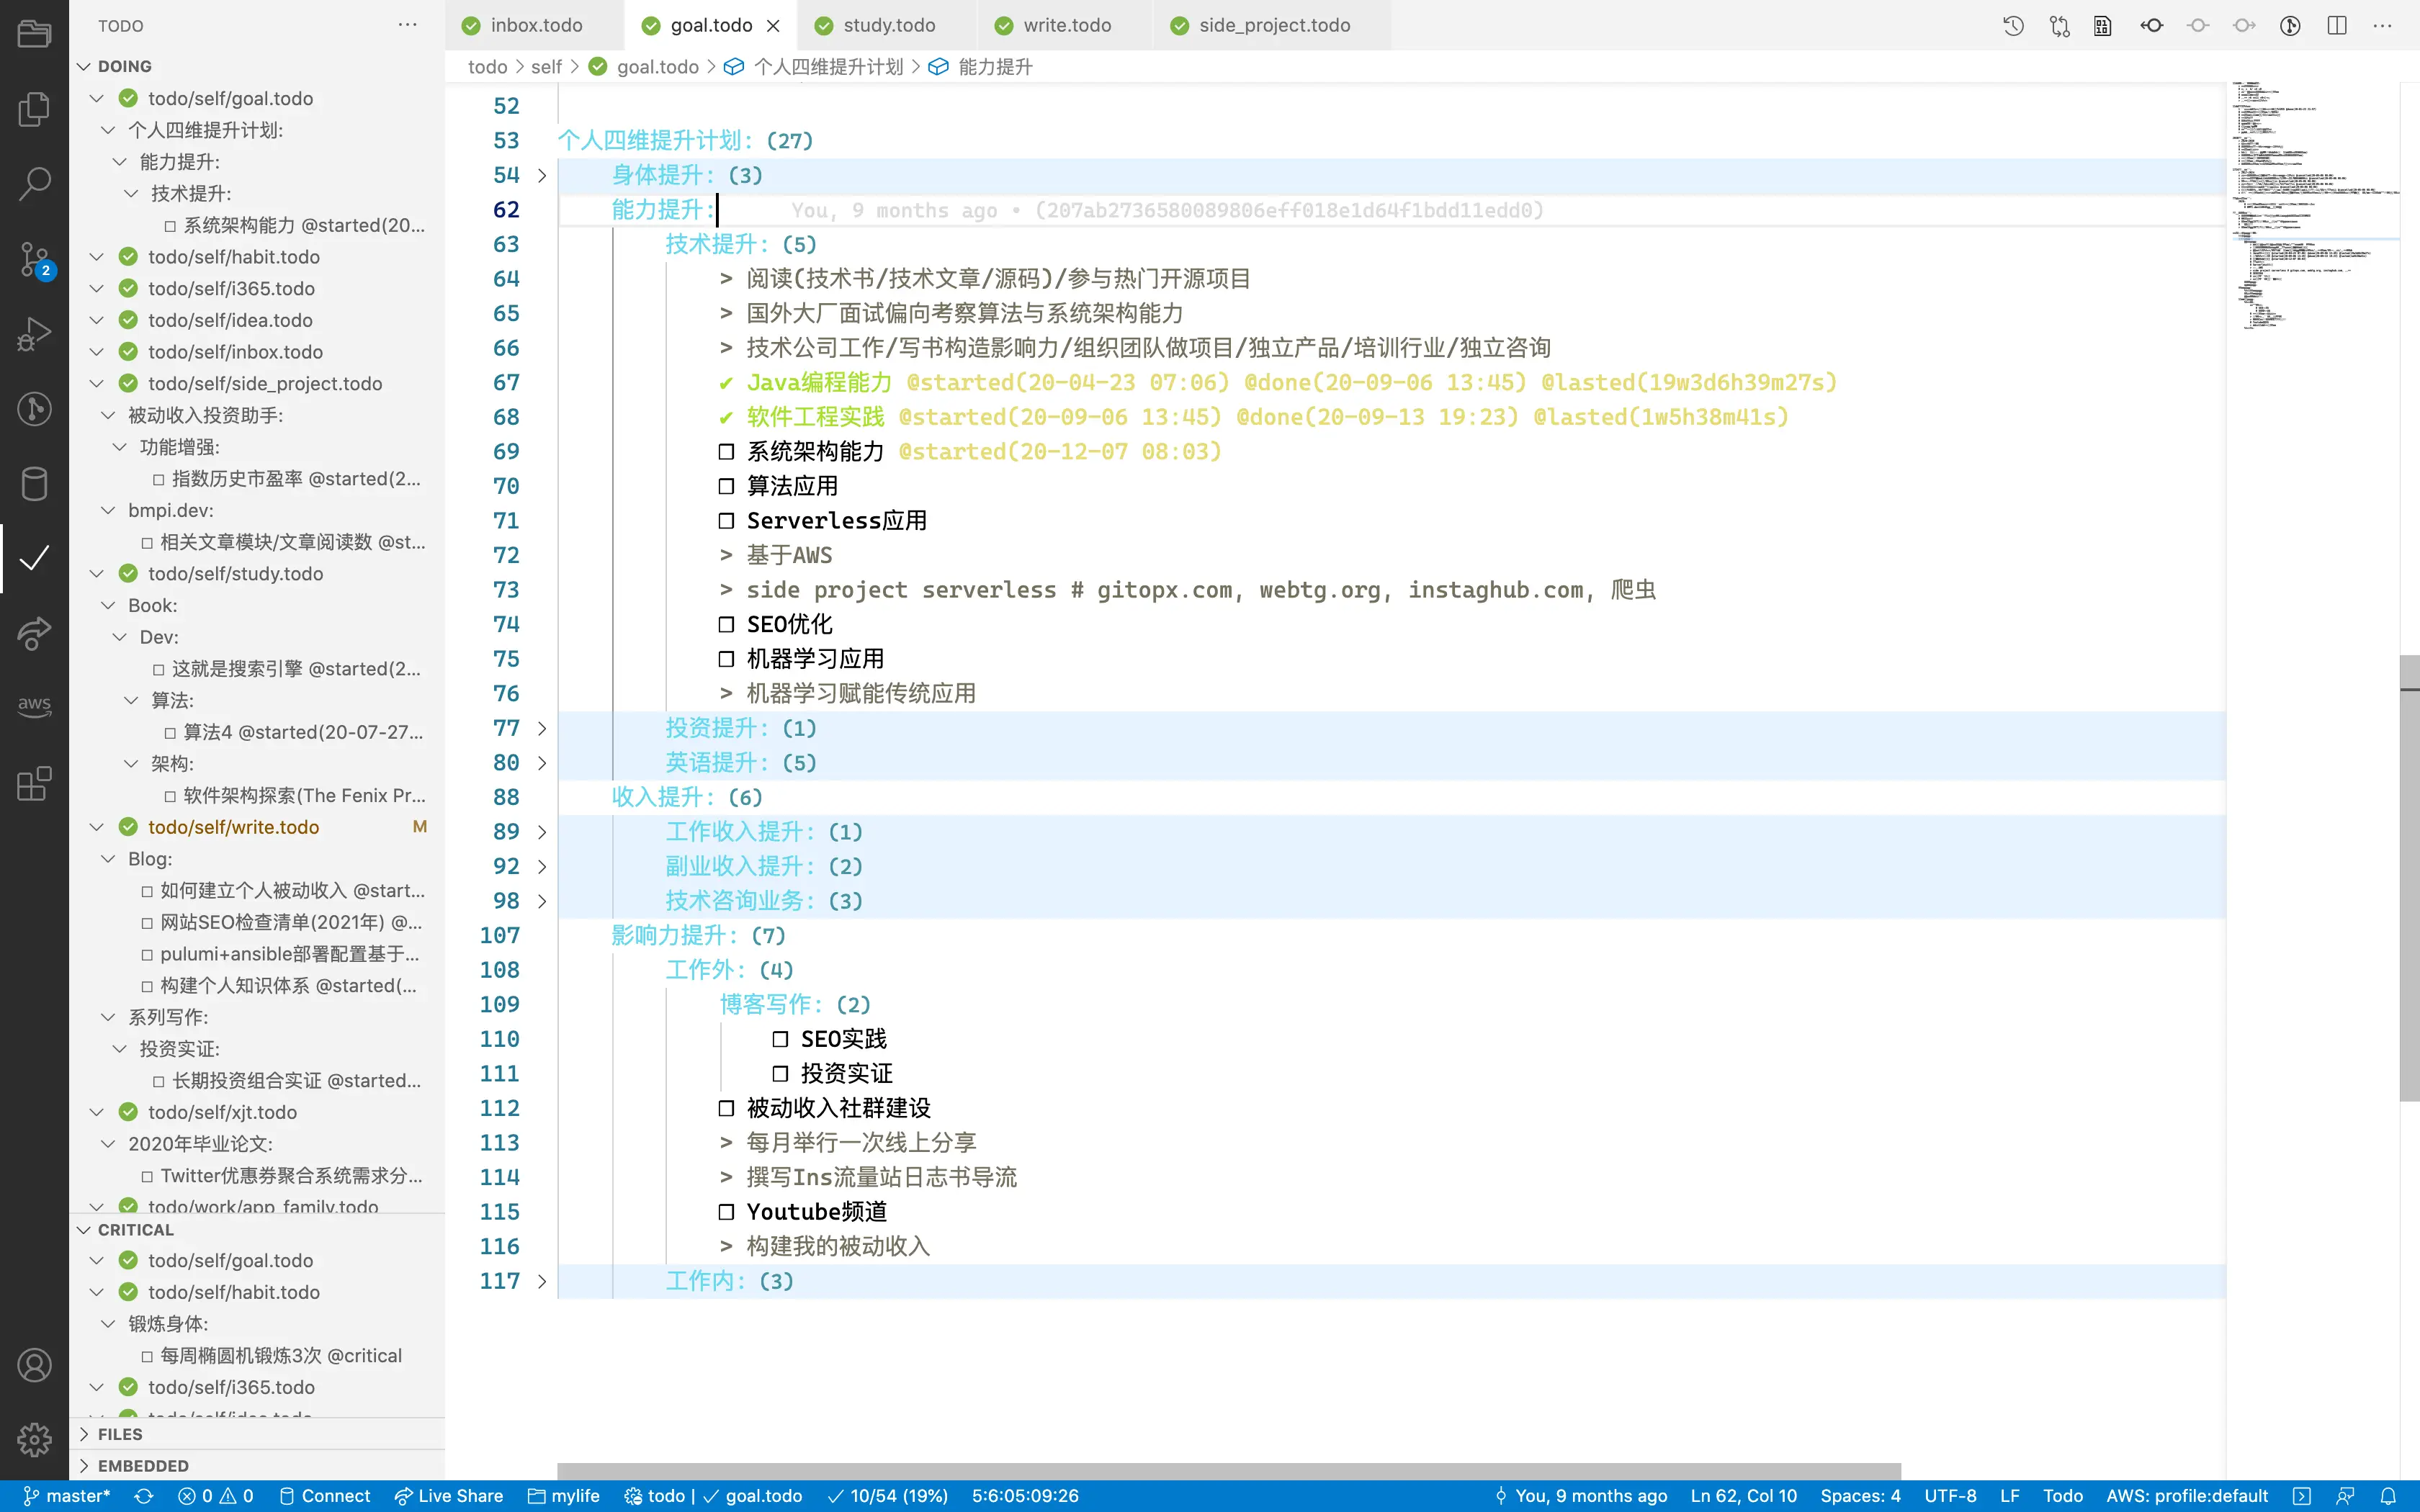 TODO
DOING
todo/self/goal.todo
个人四维提升计划:
能力提升:
技术提升:
系统架构能力 @started(20...
todo/self/habit.todo
todo/self/i365.todo
todo/self/idea.todo
todo/self/inbox.todo
todo/self/side_project.todo
被动收入投资助手:
功能增强:
指数历史市盈率 @started(2...
bmpi.dev:
相关文章模块/文章阅读数 @st...
todo/self/study.todo
Book:
Dev:
这就是搜索引擎 @started(2...
算法:
算法4 @started(20-07-27...
架构:
软件架构探索(The Fenix Pr...
todo/self/write.todo M
Blog:
如何建立个人被动收入 @start...
网站SEO检查清单(2021年) @...
pulumi+ansible部署配置基于...
构建个人知识体系 @started(...
系列写作:
投资实证:
长期投资组合实证 @started...
todo/self/xjt.todo
2020年毕业论文:
Twitter优惠券聚合系统需求分...
todo/work/app_family.todo
CRITICAL
todo/self/goal.todo
todo/self/habit.todo
锻炼身体:
每周椭圆机锻炼3次 @critical
todo/self/i365.todo
todo/self/idea.todo
FILES
EMBEDDED
2
aws
inbox.todo goal.todo study.todo write.todo side_project.todo
todo > self > goal.todo > 个人四维提升计划 > 能力提升
52
53 个人四维提升计划: (27)
54 身体提升: (3)
62 能力提升: You, 9 months ago • (207ab2736580089806eff018e1d64f1bdd11edd0)
63 技术提升: (5)
64 > 阅读(技术书/技术文章/源码)/参与热门开源项目
65 > 国外大厂面试偏向考察算法与系统架构能力
66 > 技术公司工作/写书构造影响力/组织团队做项目/独立产品/培训行业/独立咨询
67 ✔ Java编程能力 @started(20-04-23 07:06) @done(20-09-06 13:45) @lasted(19w3d6h39m27s)
68 ✔ 软件工程实践 @started(20-09-06 13:45) @done(20-09-13 19:23) @lasted(1w5h38m41s)
69 ☐ 系统架构能力 @started(20-12-07 08:03)
70 ☐ 算法应用
71 ☐ Serverless应用
72 > 基于AWS
73 > side project serverless # gitopx.com, webtg.org, instaghub.com, 爬虫
74 ☐ SEO优化
75 ☐ 机器学习应用
76 > 机器学习赋能传统应用
77 投资提升: (1)
80 英语提升: (5)
88 收入提升: (6)
89 工作收入提升: (1)
92 副业收入提升: (2)
98 技术咨询业务: (3)
107 影响力提升: (7)
108 工作外: (4)
109 博客写作: (2)
110 ☐ SEO实践
111 ☐ 投资实证
112 ☐ 被动收入社群建设
113 > 每月举行一次线上分享
114 > 撰写Ins流量站日志书导流
115 ☐ Youtube频道
116 > 构建我的被动收入
117 工作内: (3)
master* 0 0 Connect Live Share mylife todo | ✓ goal.todo ✓ 10/54 (19%) 5:6:05:09:26 You, 9 months ago Ln 62, Col 10 Spaces: 4 UTF-8 LF Todo AWS: profile:default